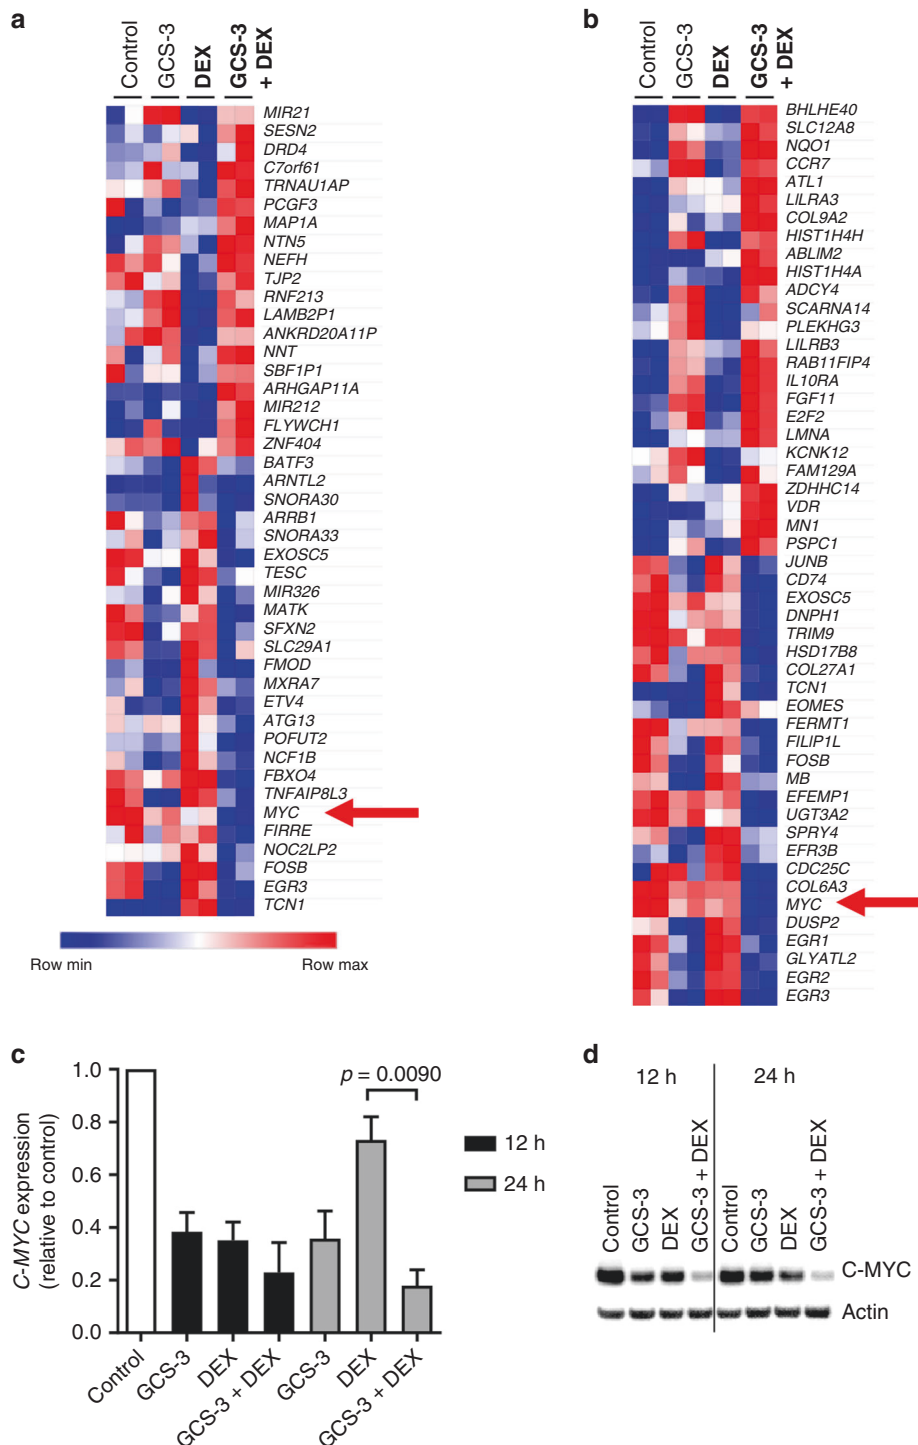 a
Control
GCS-3
DEX
GCS-3
+ DEX
MIR21
SESN2
DRD4
C7orf61
TRNAU1AP
PCGF3
MAP1A
NTN5
NEFH
TJP2
RNF213
LAMB2P1
ANKRD20A11P
NNT
SBF1P1
ARHGAP11A
MIR212
FLYWCH1
ZNF404
BATF3
ARNTL2
SNORA30
ARRB1
SNORA33
EXOSC5
TESC
MIR326
MATK
SFXN2
SLC29A1
FMOD
MXRA7
ETV4
ATG13
POFUT2
NCF1B
FBXO4
TNFAIP8L3
MYC
FIRRE
NOC2LP2
FOSB
EGR3
TCN1
Row min
Row max
b
Control
GCS-3
DEX
GCS-3
+ DEX
BHLHE40
SLC12A8
NQO1
CCR7
ATL1
LILRA3
COL9A2
HIST1H4H
ABLIM2
HIST1H4A
ADCY4
SCARNA14
PLEKHG3
LILRB3
RAB11FIP4
IL10RA
FGF11
E2F2
LMNA
KCNK12
FAM129A
ZDHHC14
VDR
MN1
PSPC1
JUNB
CD74
EXOSC5
DNPH1
TRIM9
HSD17B8
COL27A1
TCN1
EOMES
FERMT1
FILIP1L
FOSB
MB
EFEMP1
UGT3A2
SPRY4
EFR3B
CDC25C
COL6A3
MYC
DUSP2
EGR1
GLYATL2
EGR2
EGR3
c
C-MYC expression
(relative to control)
1.0
0.8
0.6
0.4
0.2
0.0
p = 0.0090
12 h
24 h
Control
GCS-3
DEX
GCS-3 + DEX
GCS-3
DEX
GCS-3 + DEX
d
12 h
24 h
Control
GCS-3
DEX
GCS-3 + DEX
Control
GCS-3
DEX
GCS-3 + DEX
C-MYC
Actin